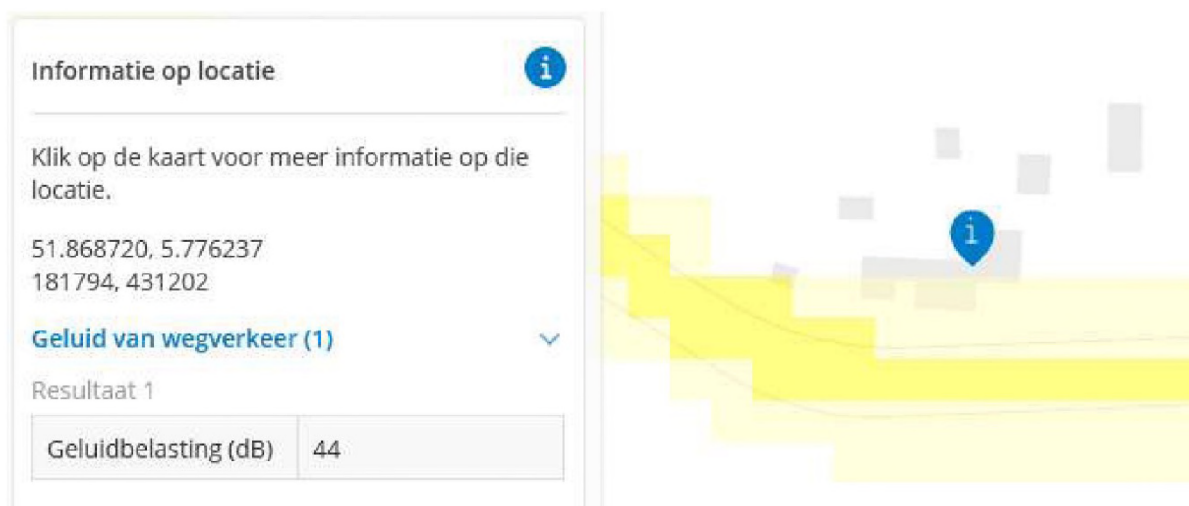 Informatie op locatie
i
Klik op de kaart voor meer informatie op die
locatie.
51.868720, 5.776237
181794, 431202
Geluid van wegverkeer (1)
Resultaat 1
Geluidbelasting (dB) 44
i